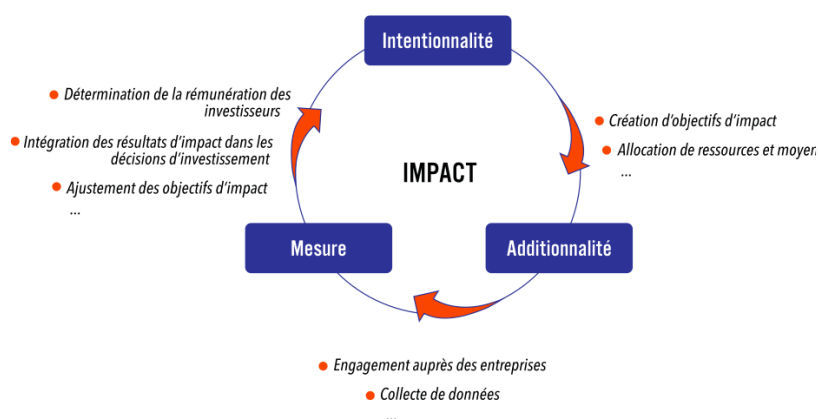 Intentionnalité
Détermination de la rémunération des
investisseurs
Intégration des résultats d'impact dans les
décisions d'investissement
Ajustement des objectifs d'impact
...
IMPACT
Création d'objectifs d'impact
Allocation de ressources et moyen
...
Mesure
Additionnalité
Engagement auprès des entreprises
Collecte de données
...